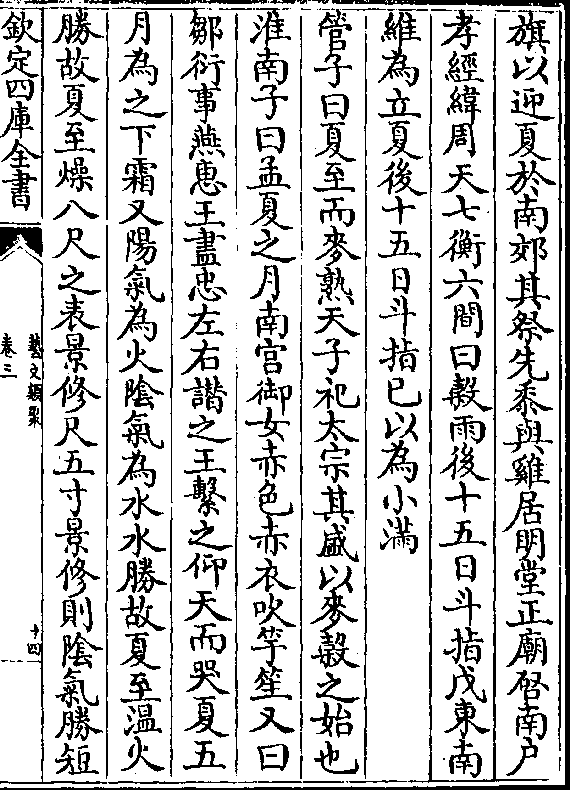 旗以迎夏於南郊其祭先黍與雞居明堂正廟啓南户
孝經緯周天七衡六間曰穀雨後十五日斗指戊東南
維為立夏後十五日斗指已以為小滿
管子曰夏至而麥熟天子祀太宗其盛以麥穀之始也
淮南子曰孟夏之月南宫御女赤色赤衣吹竽笙又曰
鄒衍事燕惠王盡忠左右譖之王繫之仰天而哭夏五
月為之下霜又陽氣為火陰氣為水水勝故夏至温火
勝故夏至燥八尺之表景修尺五寸景修則陰氣勝短
欽定四庫全書
藝文類聚
卷三
十四